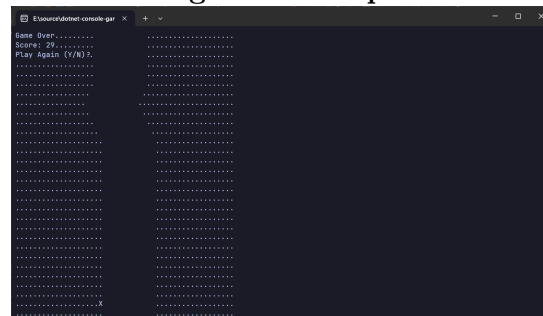 E:\source\dotnet-console-gar
Game Over.........
Score: 29.........
Play Again (Y/N)?.
X